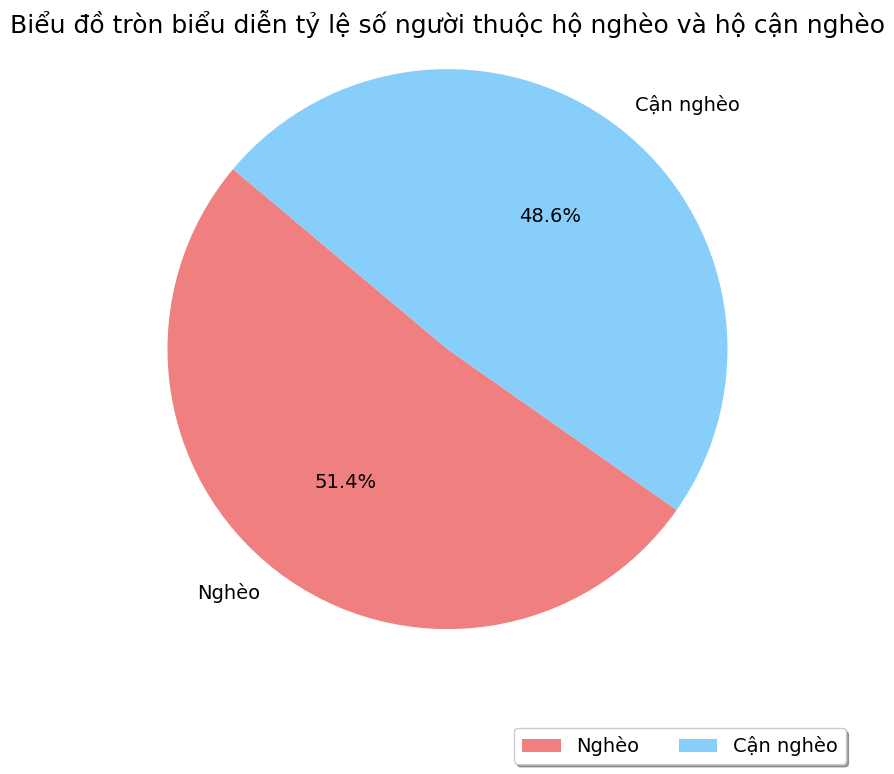 Biểu đồ tròn biểu diễn tỷ lệ số người thuộc hộ nghèo và hộ cận nghèo
Cận nghèo
48.6%
51.4%
Nghèo
Nghèo
Cận nghèo